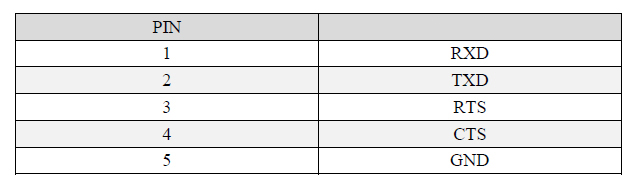 PIN
1 RXD
2 TXD
3 RTS
4 CTS
5 GND